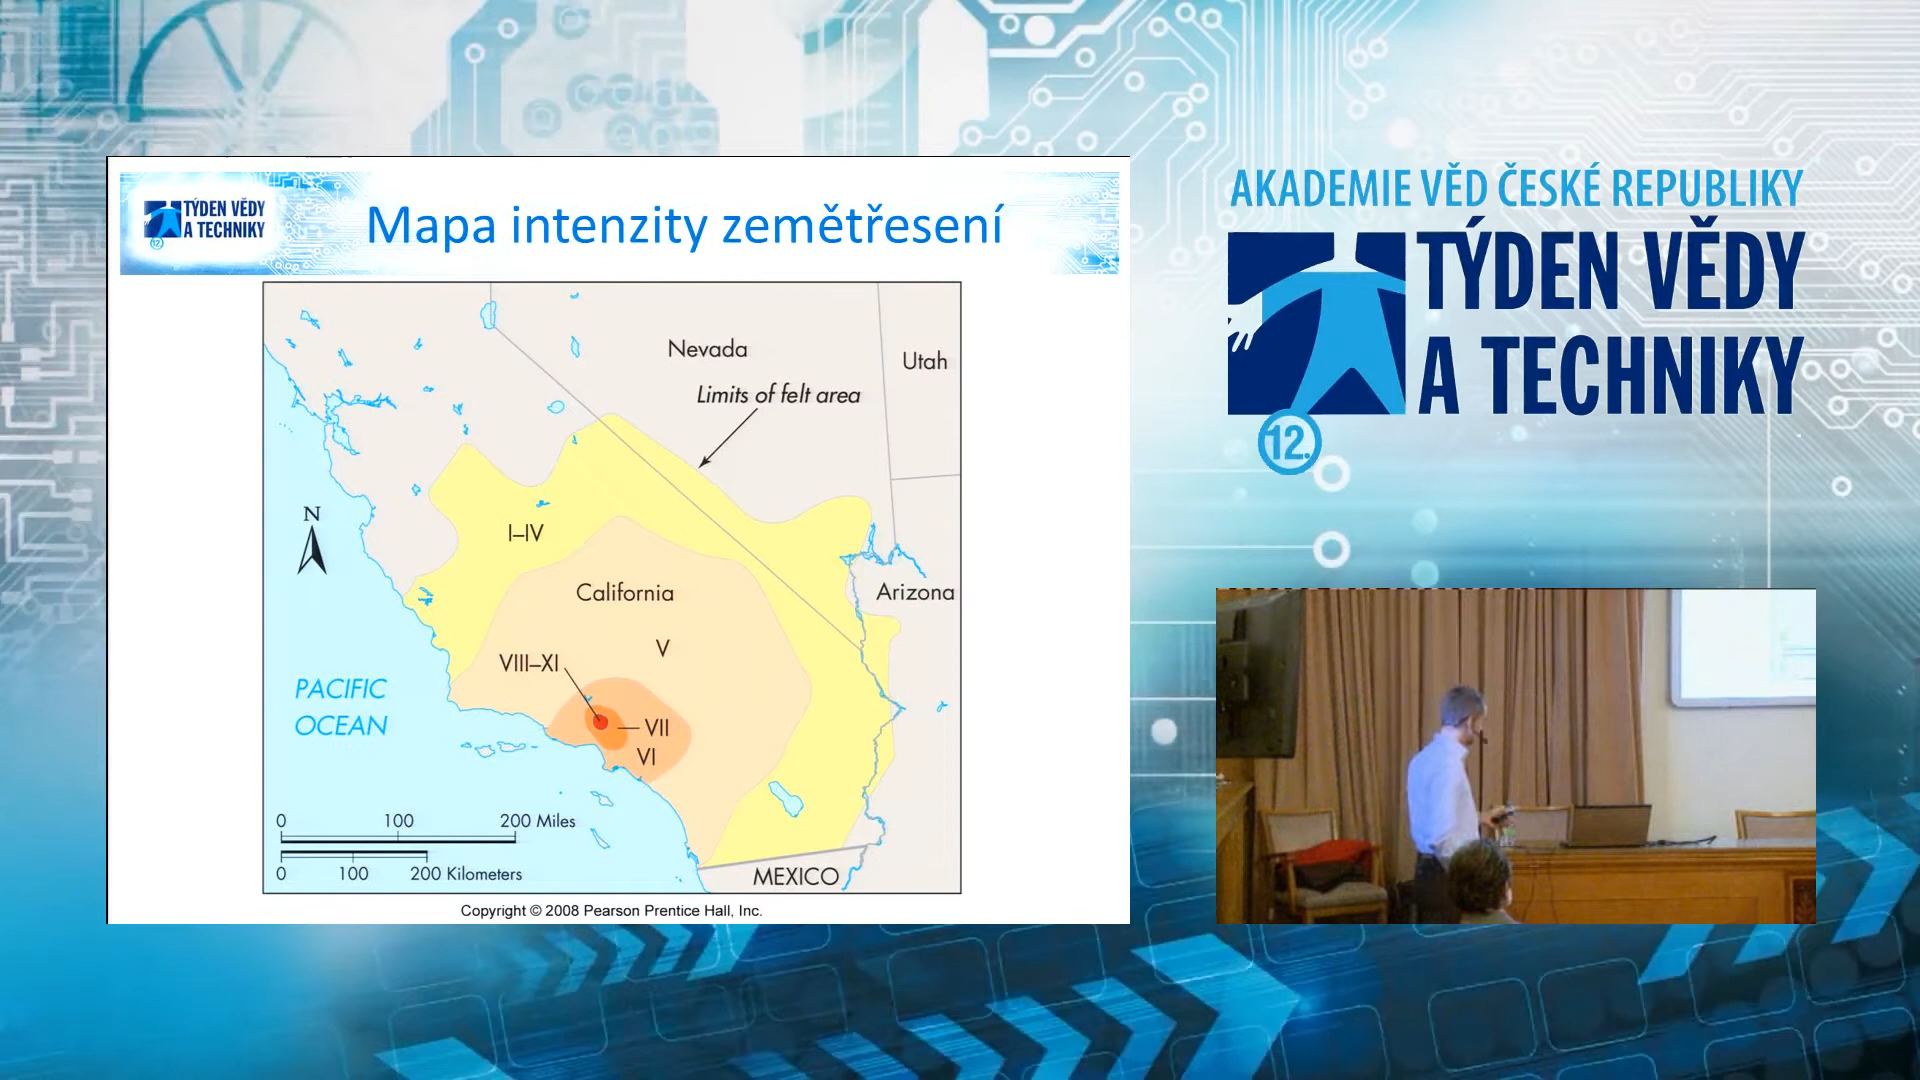 TÝDEN VĚDY
A TECHNIKY
12.
Mapa intenzity zemětřesení
Nevada
Utah
Limits of felt area
N
I–IV
California
Arizona
V
VIII–XI
PACIFIC
OCEAN
VII
VI
0 100 200 Miles
0 100 200 Kilometers
MEXICO
Copyright © 2008 Pearson Prentice Hall, Inc.
AKADEMIE VĚD ČESKÉ REPUBLIKY
TÝDEN VĚDY
A TECHNIKY
12.